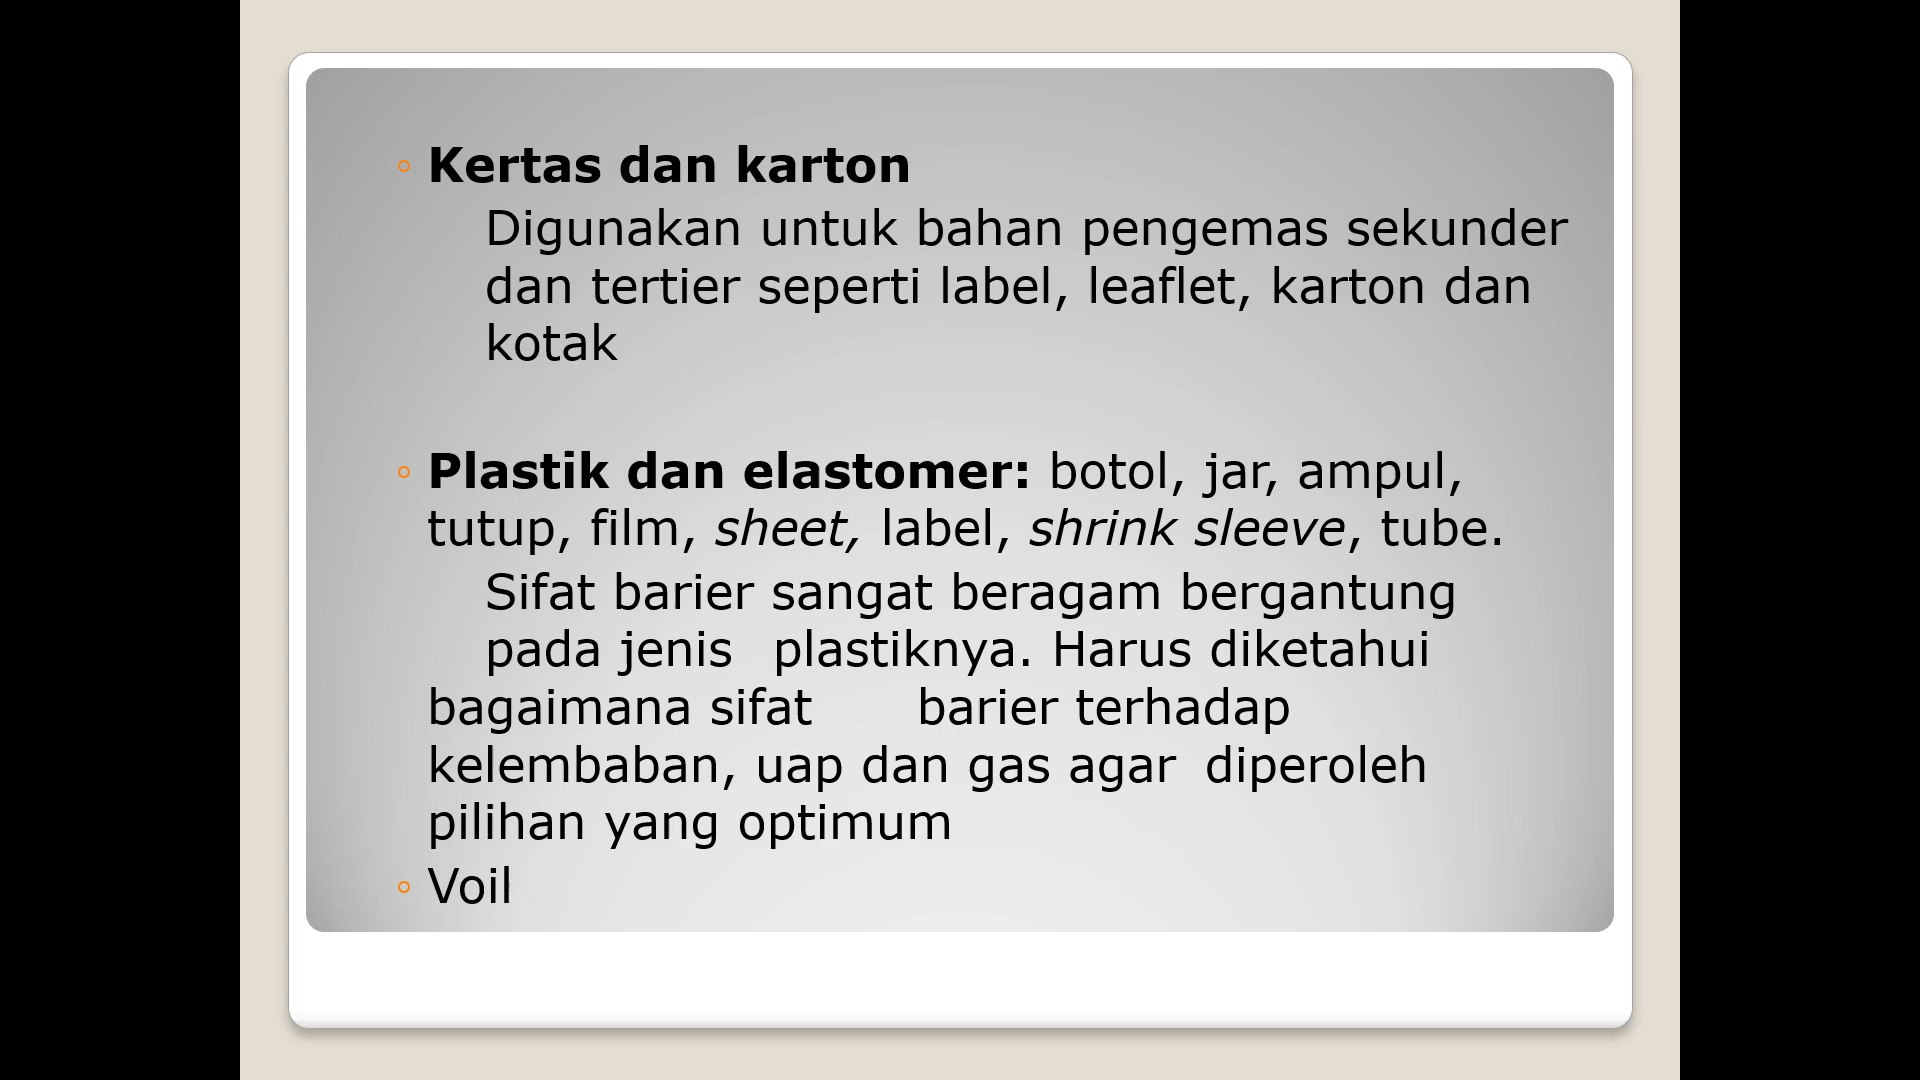 ◦ Kertas dan karton
Digunakan untuk bahan pengemas sekunder
dan tertier seperti label, leaflet, karton dan
kotak
◦ Plastik dan elastomer: botol, jar, ampul,
tutup, film, sheet, label, shrink sleeve, tube.
Sifat barier sangat beragam bergantung
pada jenis plastiknya. Harus diketahui
bagaimana sifat barier terhadap
kelembaban, uap dan gas agar diperoleh
pilihan yang optimum
◦ Voil